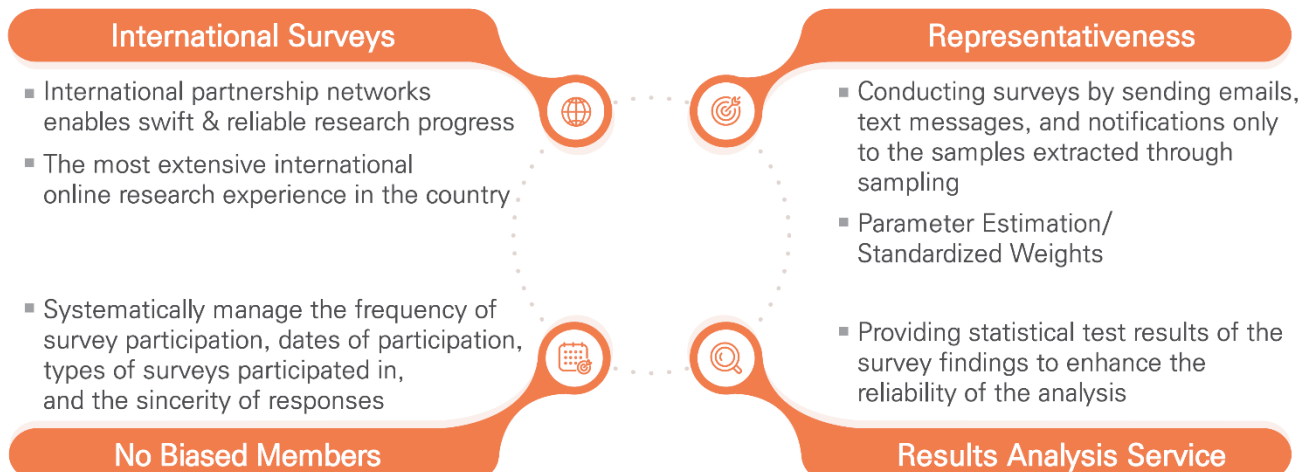 International Surveys
International partnership networks
enables swift & reliable research progress
The most extensive international
online research experience in the country
Representativeness
Conducting surveys by sending emails,
text messages, and notifications only
to the samples extracted through
sampling
Parameter Estimation/
Standardized Weights
Systematically manage the frequency of
survey participation, dates of participation,
types of surveys participated in,
and the sincerity of responses
No Biased Members
Providing statistical test results of the
survey findings to enhance the
reliability of the analysis
Results Analysis Service